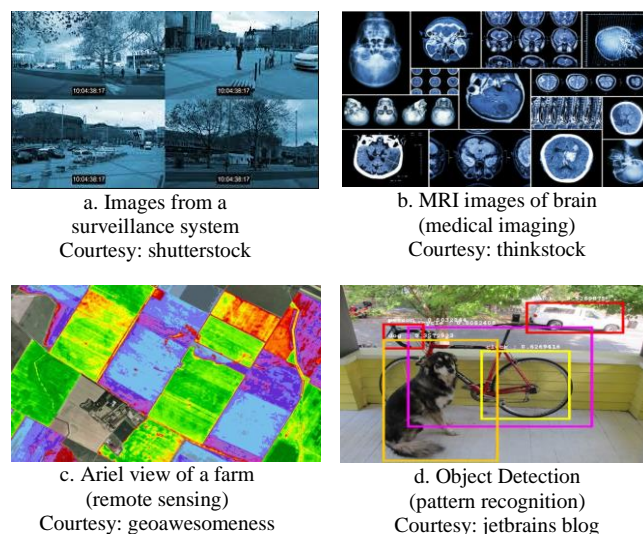 10:04:38:17
10:04:38:17
10:04:38:17
10:04:38:17
a. Images from a
surveillance system
Courtesy: shutterstock
b. MRI images of brain
(medical imaging)
Courtesy: thinkstock
dog
c. Ariel view of a farm
(remote sensing)
Courtesy: geoawesomeness
d. Object Detection
(pattern recognition)
Courtesy: jetbrains blog